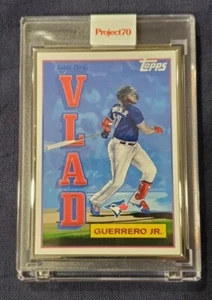 Project70
Topps
VLAD
GUERRERO JR.